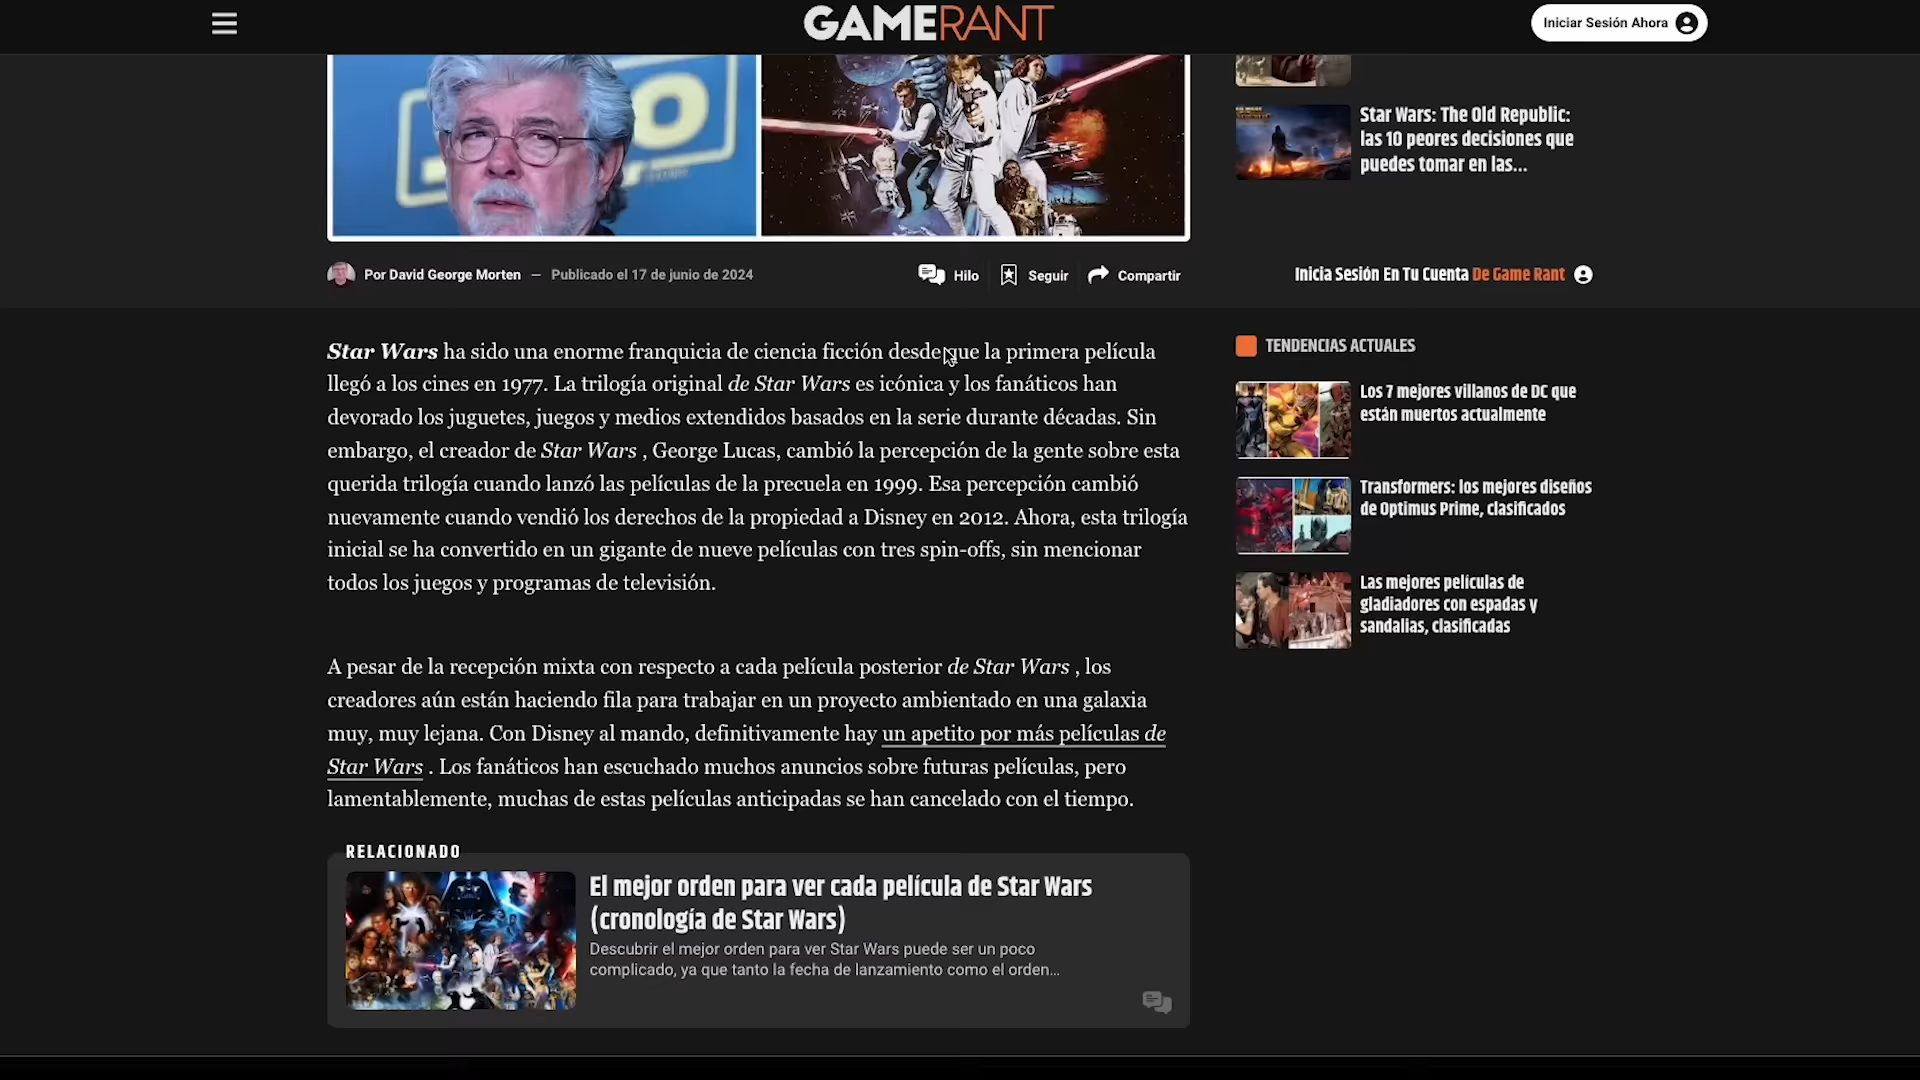 GAMERANT
Iniciar Sesión Ahora
Star Wars: The Old Republic:
las 10 peores decisiones que
puedes tomar en las...
Por David George Morten — Publicado el 17 de junio de 2024
Hilo
Seguir
Compartir
Inicia Sesión En Tu Cuenta De Game Rant
Star Wars ha sido una enorme franquicia de ciencia ficción desde que la primera película
llegó a los cines en 1977. La trilogía original de Star Wars es icónica y los fanáticos han
devorado los juguetes, juegos y medios extendidos basados en la serie durante décadas. Sin
embargo, el creador de Star Wars , George Lucas, cambió la percepción de la gente sobre esta
querida trilogía cuando lanzó las películas de la precuela en 1999. Esa percepción cambió
nuevamente cuando vendió los derechos de la propiedad a Disney en 2012. Ahora, esta trilogía
inicial se ha convertido en un gigante de nueve películas con tres spin-offs, sin mencionar
todos los juegos y programas de televisión.
A pesar de la recepción mixta con respecto a cada película posterior de Star Wars , los
creadores aún están haciendo fila para trabajar en un proyecto ambientado en una galaxia
muy, muy lejana. Con Disney al mando, definitivamente hay un apetito por más películas de
Star Wars . Los fanáticos han escuchado muchos anuncios sobre futuras películas, pero
lamentablemente, muchas de estas películas anticipadas se han cancelado con el tiempo.
RELACIONADO
El mejor orden para ver cada película de Star Wars
(cronología de Star Wars)
Descubrir el mejor orden para ver Star Wars puede ser un poco
complicado, ya que tanto la fecha de lanzamiento como el orden...
TENDENCIAS ACTUALES
Los 7 mejores villanos de DC que
están muertos actualmente
Transformers: los mejores diseños
de Optimus Prime, clasificados
Las mejores películas de
gladiadores con espadas y
sandalias, clasificadas